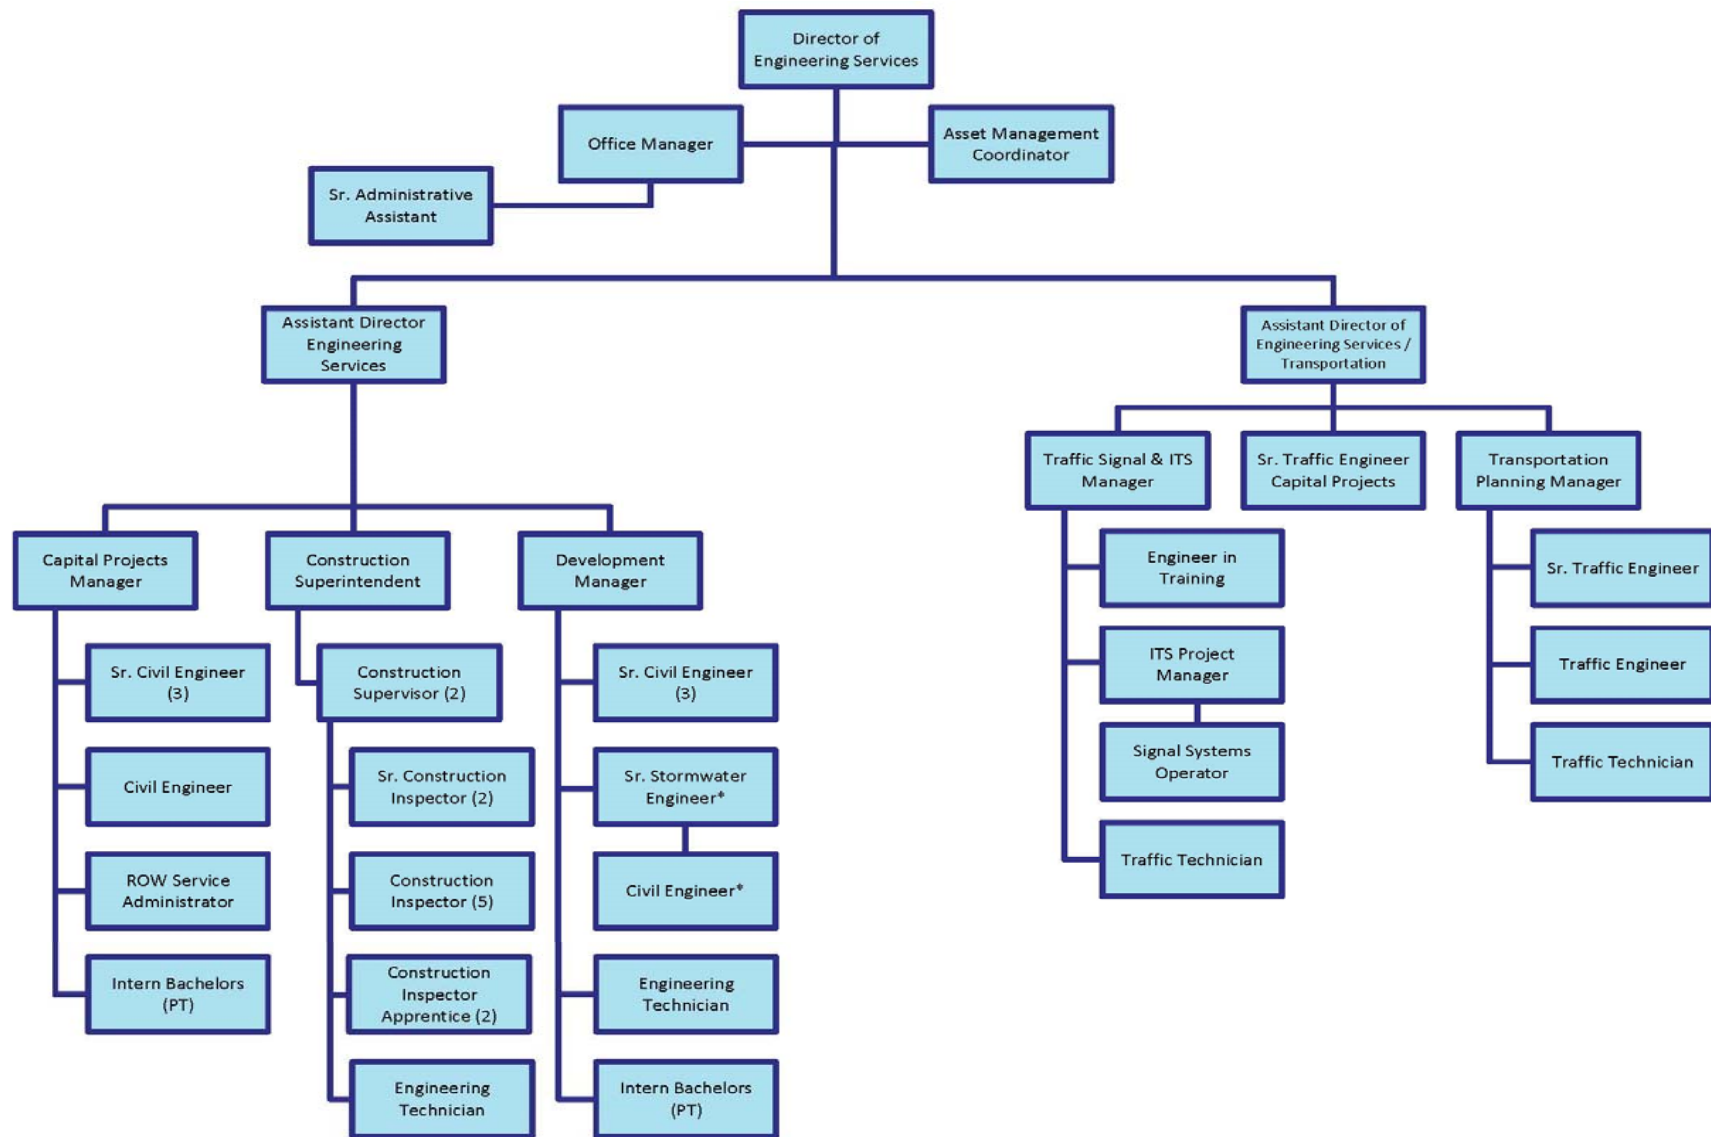 Director of
Engineering Services
Office Manager
Asset Management
Coordinator
Sr. Administrative
Assistant
Assistant Director
Engineering
Services
Assistant Director of
Engineering Services /
Transportation
Capital Projects
Manager
Construction
Superintendent
Development
Manager
Traffic Signal & ITS
Manager
Sr. Traffic Engineer
Capital Projects
Transportation
Planning Manager
Sr. Civil Engineer
(3)
Civil Engineer
ROW Service
Administrator
Intern Bachelors
(PT)
Construction
Supervisor (2)
Sr. Construction
Inspector (2)
Construction
Inspector (5)
Construction
Inspector
Apprentice (2)
Engineering
Technician
Sr. Civil Engineer
(3)
Sr. Stormwater
Engineer*
Civil Engineer*
Engineering
Technician
Intern Bachelors
(PT)
Engineer in
Training
ITS Project
Manager
Signal Systems
Operator
Traffic Technician
Sr. Traffic Engineer
Traffic Engineer
Traffic Technician